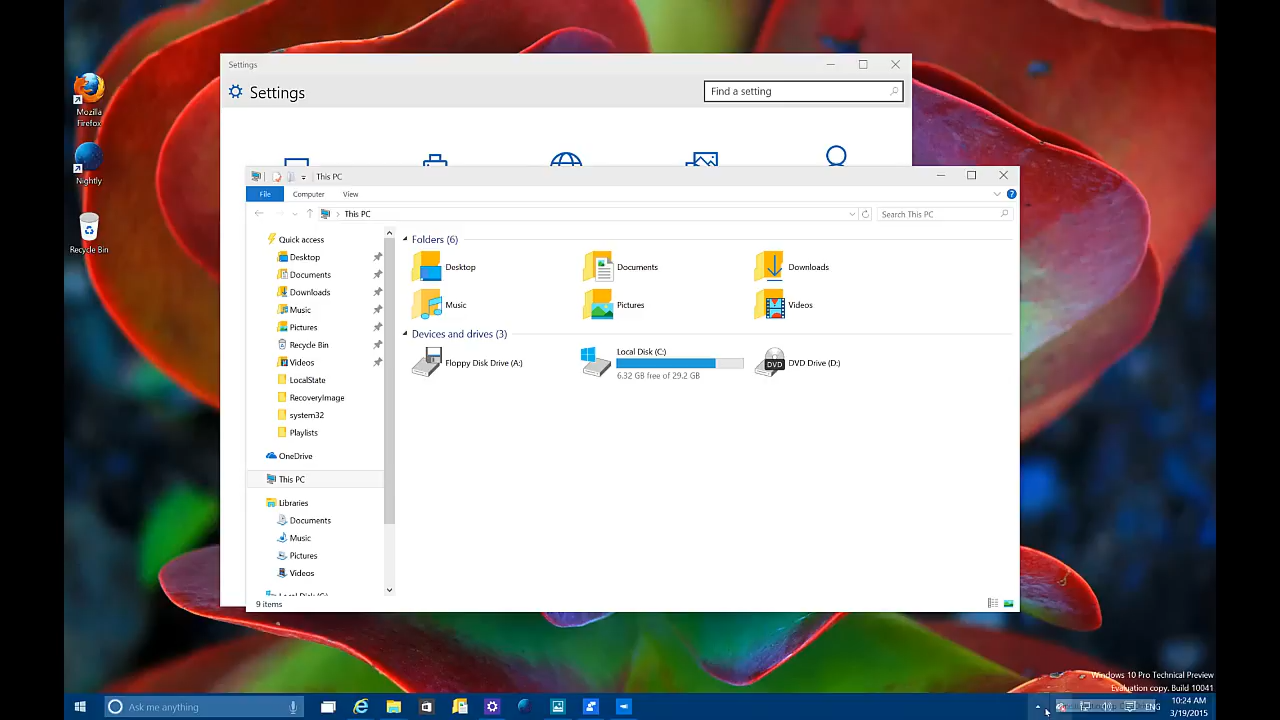 Mozilla
Firefox
Nightly
Recycle Bin
Settings
Settings
Find a setting
This PC
File
Computer
View
This PC
Search This PC
Quick access
Desktop
Documents
Downloads
Music
Pictures
Recycle Bin
Videos
LocalState
RecoveryImage
system32
Playlists
OneDrive
This PC
Libraries
Documents
Music
Pictures
Videos
Local Disk (C:)
9 items
Folders (6)
Desktop
Documents
Downloads
Music
Pictures
Videos
Devices and drives (3)
Floppy Disk Drive (A:)
Local Disk (C:)
6.32 GB free of 29.2 GB
DVD
DVD Drive (D:)
Windows 10 Pro Technical Preview
Evaluation copy. Build 10041
Ask me anything
ENG
10:24 AM
3/19/2015